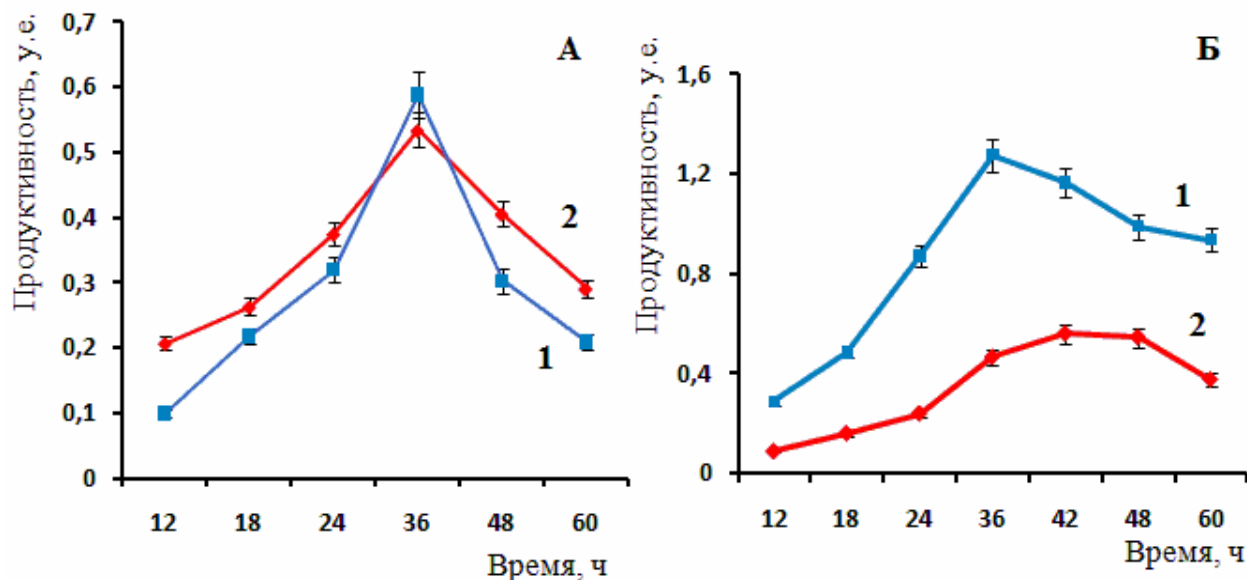 Продуктивность, у.е.
0,7
0,6
0,5
0,4
0,3
0,2
0,1
0
А
2
1
12 18 24 36 48 60
Время, ч
Продуктивность, у.е.
1,6
1,2
0,8
0,4
0
Б
1
2
12 18 24 36 42 48 60
Время, ч